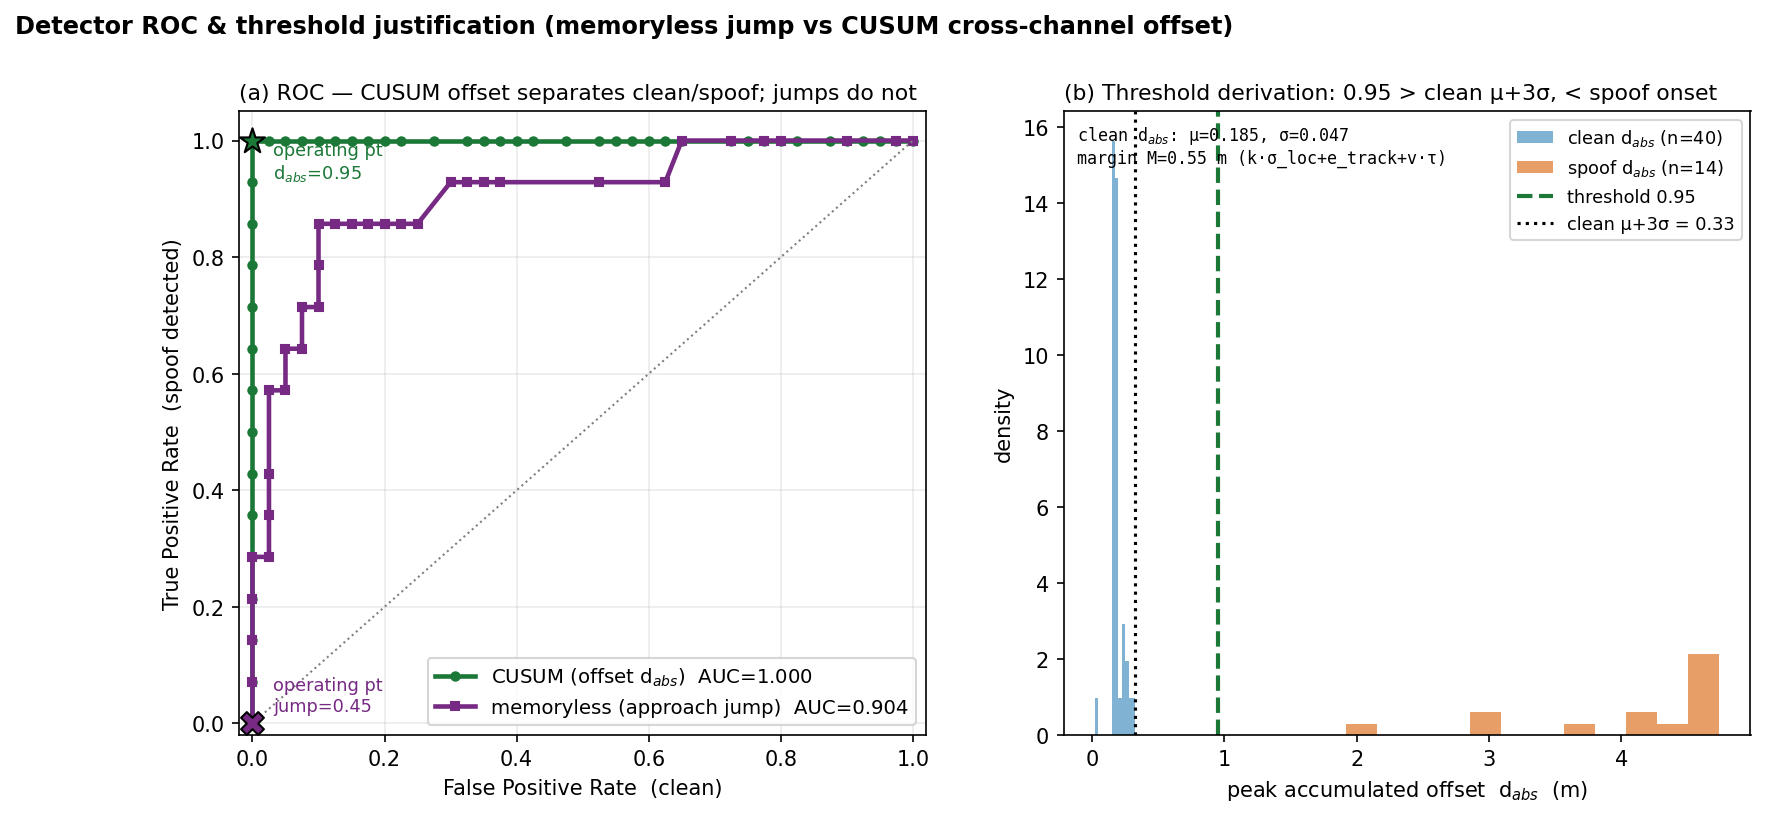 Detector ROC & threshold justification (memoryless jump vs CUSUM cross-channel offset)
(a) ROC — CUSUM offset separates clean/spoof; jumps do not
True Positive Rate  (spoof detected)
1.0
0.8
0.6
0.4
0.2
0.0
operating pt
d_abs=0.95
operating pt
jump=0.45
CUSUM (offset d_abs)  AUC=1.000
memoryless (approach jump)  AUC=0.904
0.0 0.2 0.4 0.6 0.8 1.0
False Positive Rate  (clean)
(b) Threshold derivation: 0.95 > clean μ+3σ, < spoof onset
density
16
14
12
10
8
6
4
2
0
clean d_abs: μ=0.185, σ=0.047
margin M=0.55 m (k·σ_loc+e_track+v·τ)
clean d_abs (n=40)
spoof d_abs (n=14)
threshold 0.95
clean μ+3σ = 0.33
0 1 2 3 4
peak accumulated offset  d_abs  (m)